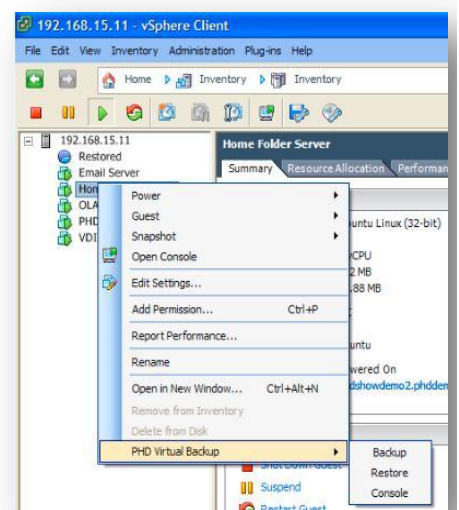 192.168.15.11 - vSphere Client
File Edit View Inventory Administration Plug-ins Help
Home Inventory Inventory
192.168.15.11
Restored
Email Server
Hom
OLA
PHD
VDI
Home Folder Server
Summary Resource Allocation Performan
untu Linux (32-bit)
CPU
2 MB
.88 MB
untu
wered On
dshowdemo2.phdden
Power
Guest
Snapshot
Open Console
Edit Settings...
Add Permission... Ctrl+P
Report Performance...
Rename
Open in New Window... Ctrl+Alt+N
Remove from Inventory
Delete from Disk
PHD Virtual Backup
Backup
Restore
Console
Shut Down Guest
Suspend
Restart Guest